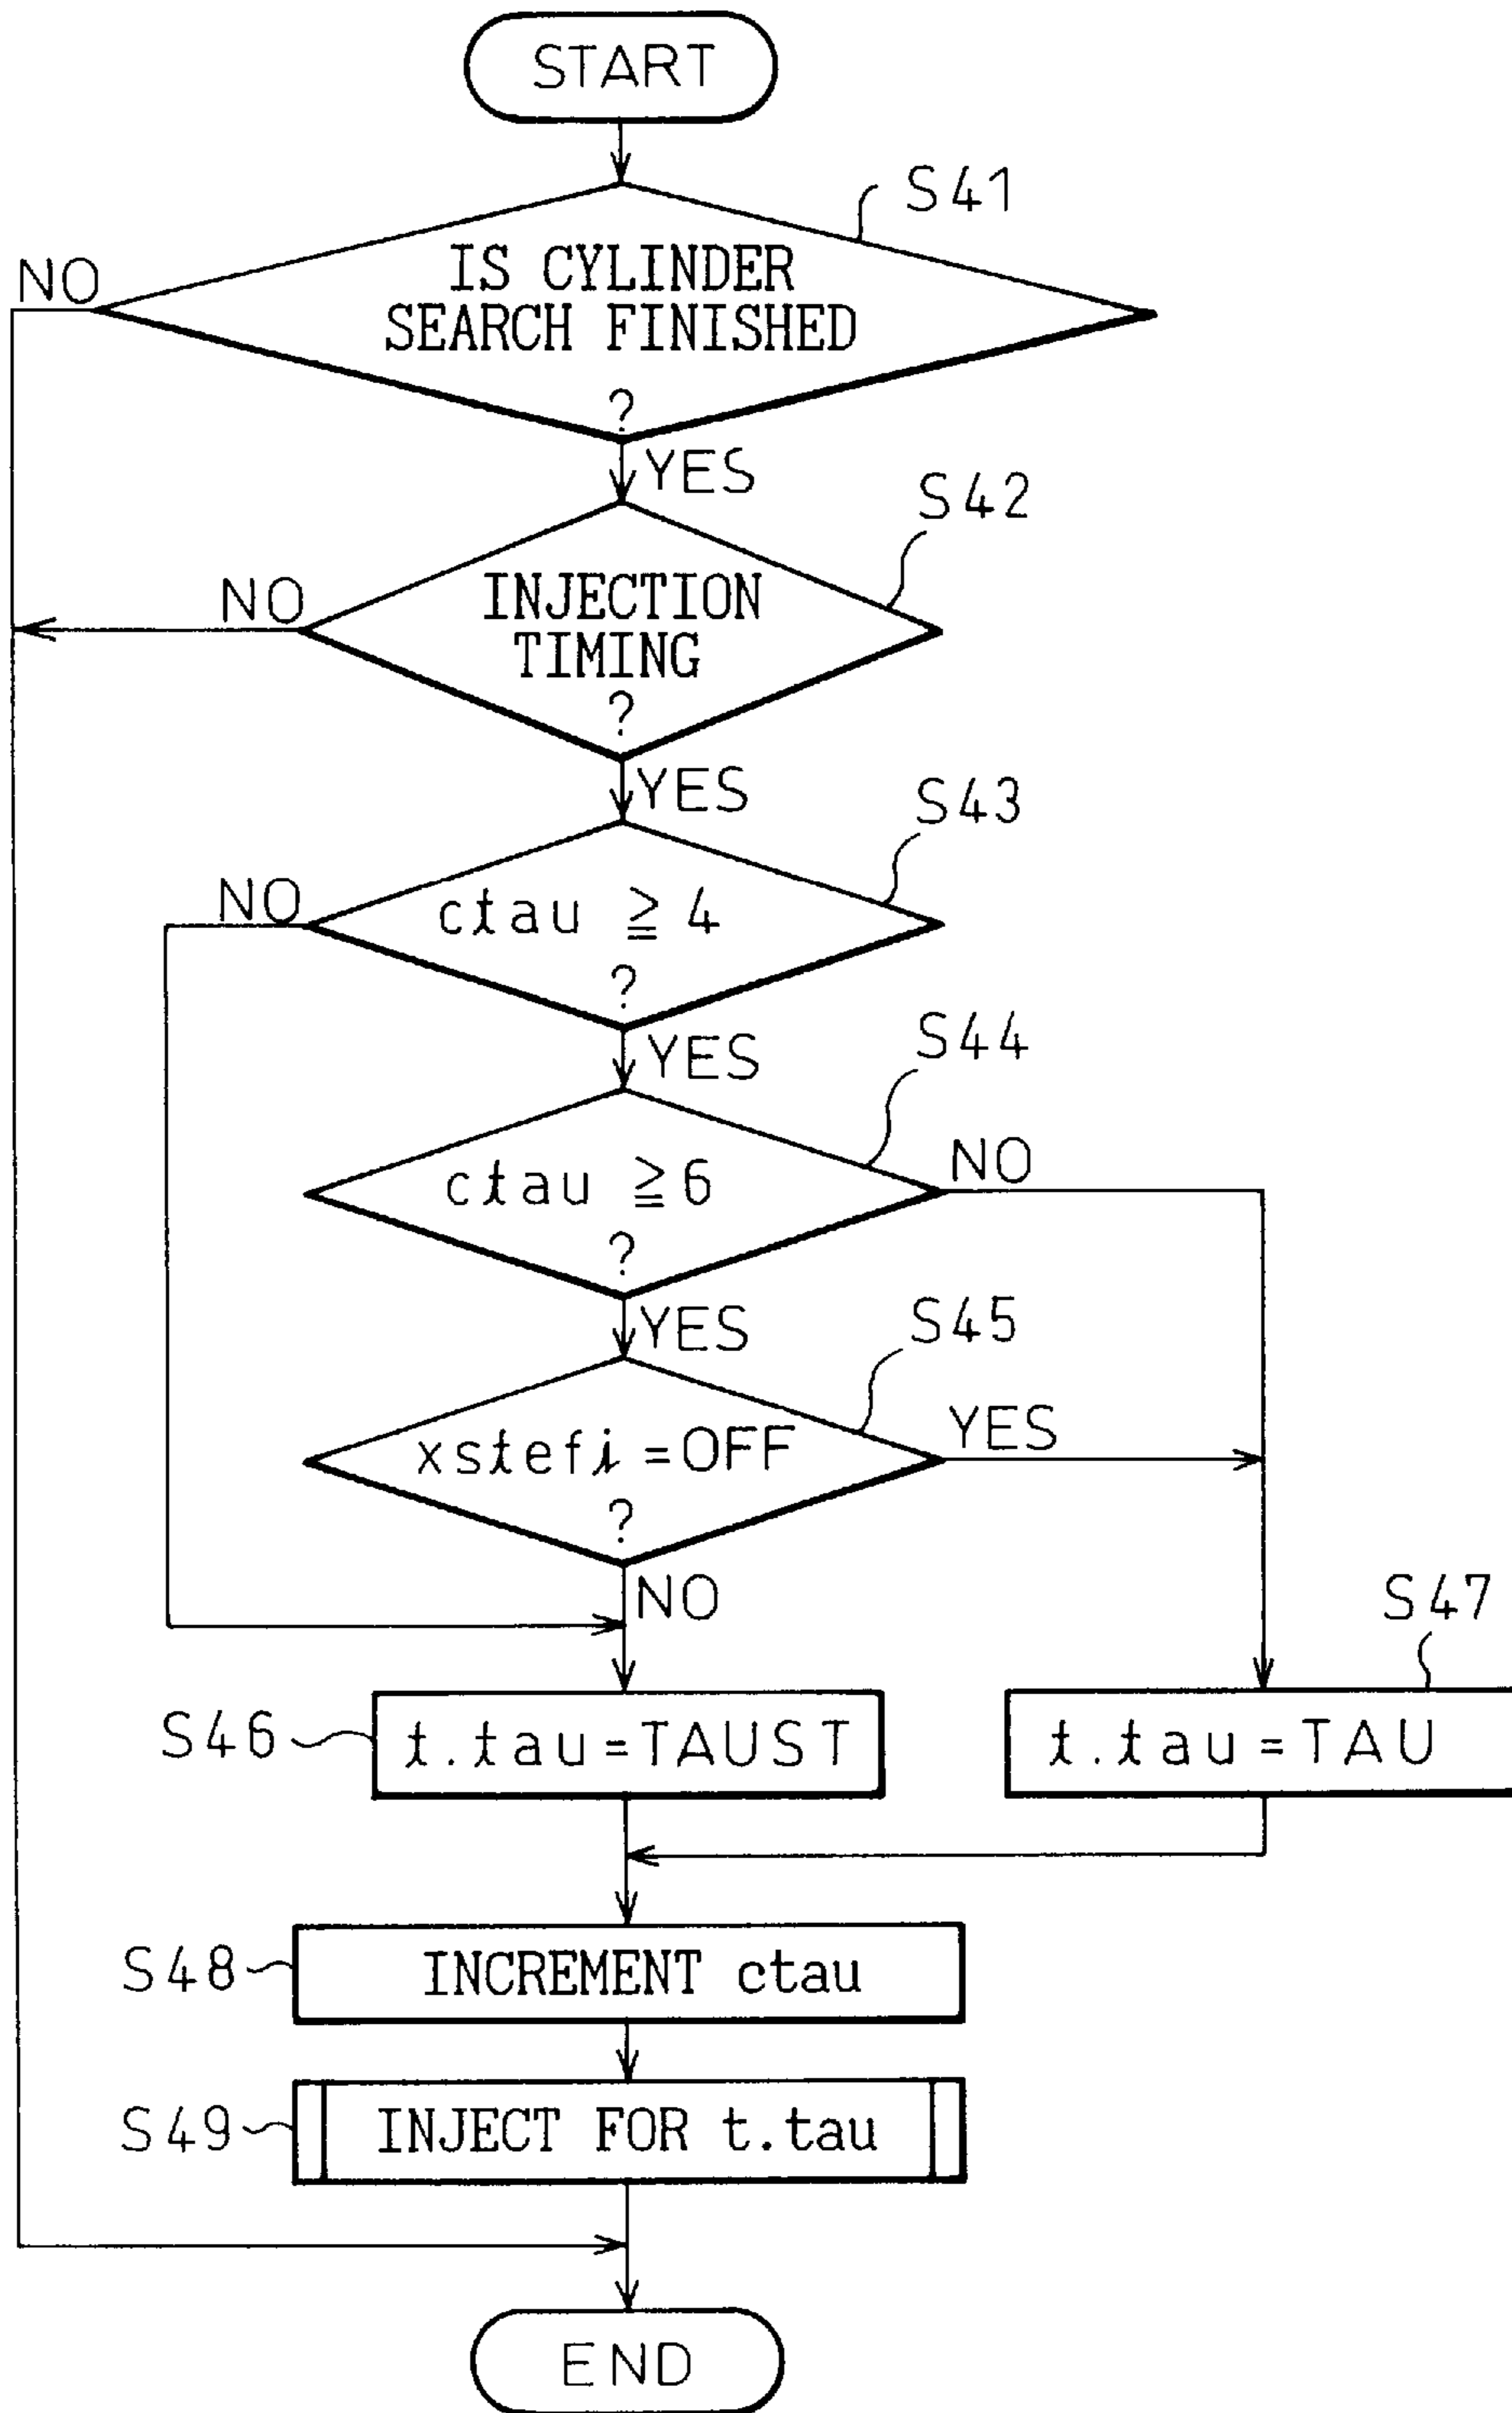 START
S41
NO
IS CYLINDER
SEARCH FINISHED
?
YES
S42
NO
INJECTION
TIMING
?
YES
S43
NO
ctau ≧ 4
?
YES
S44
NO
ctau ≧ 6
?
YES
S45
YES
xstefi = OFF
?
NO
S47
S46
t.tau = TAUST
t.tau = TAU
S48
INCREMENT ctau
S49
INJECT FOR t.tau
END